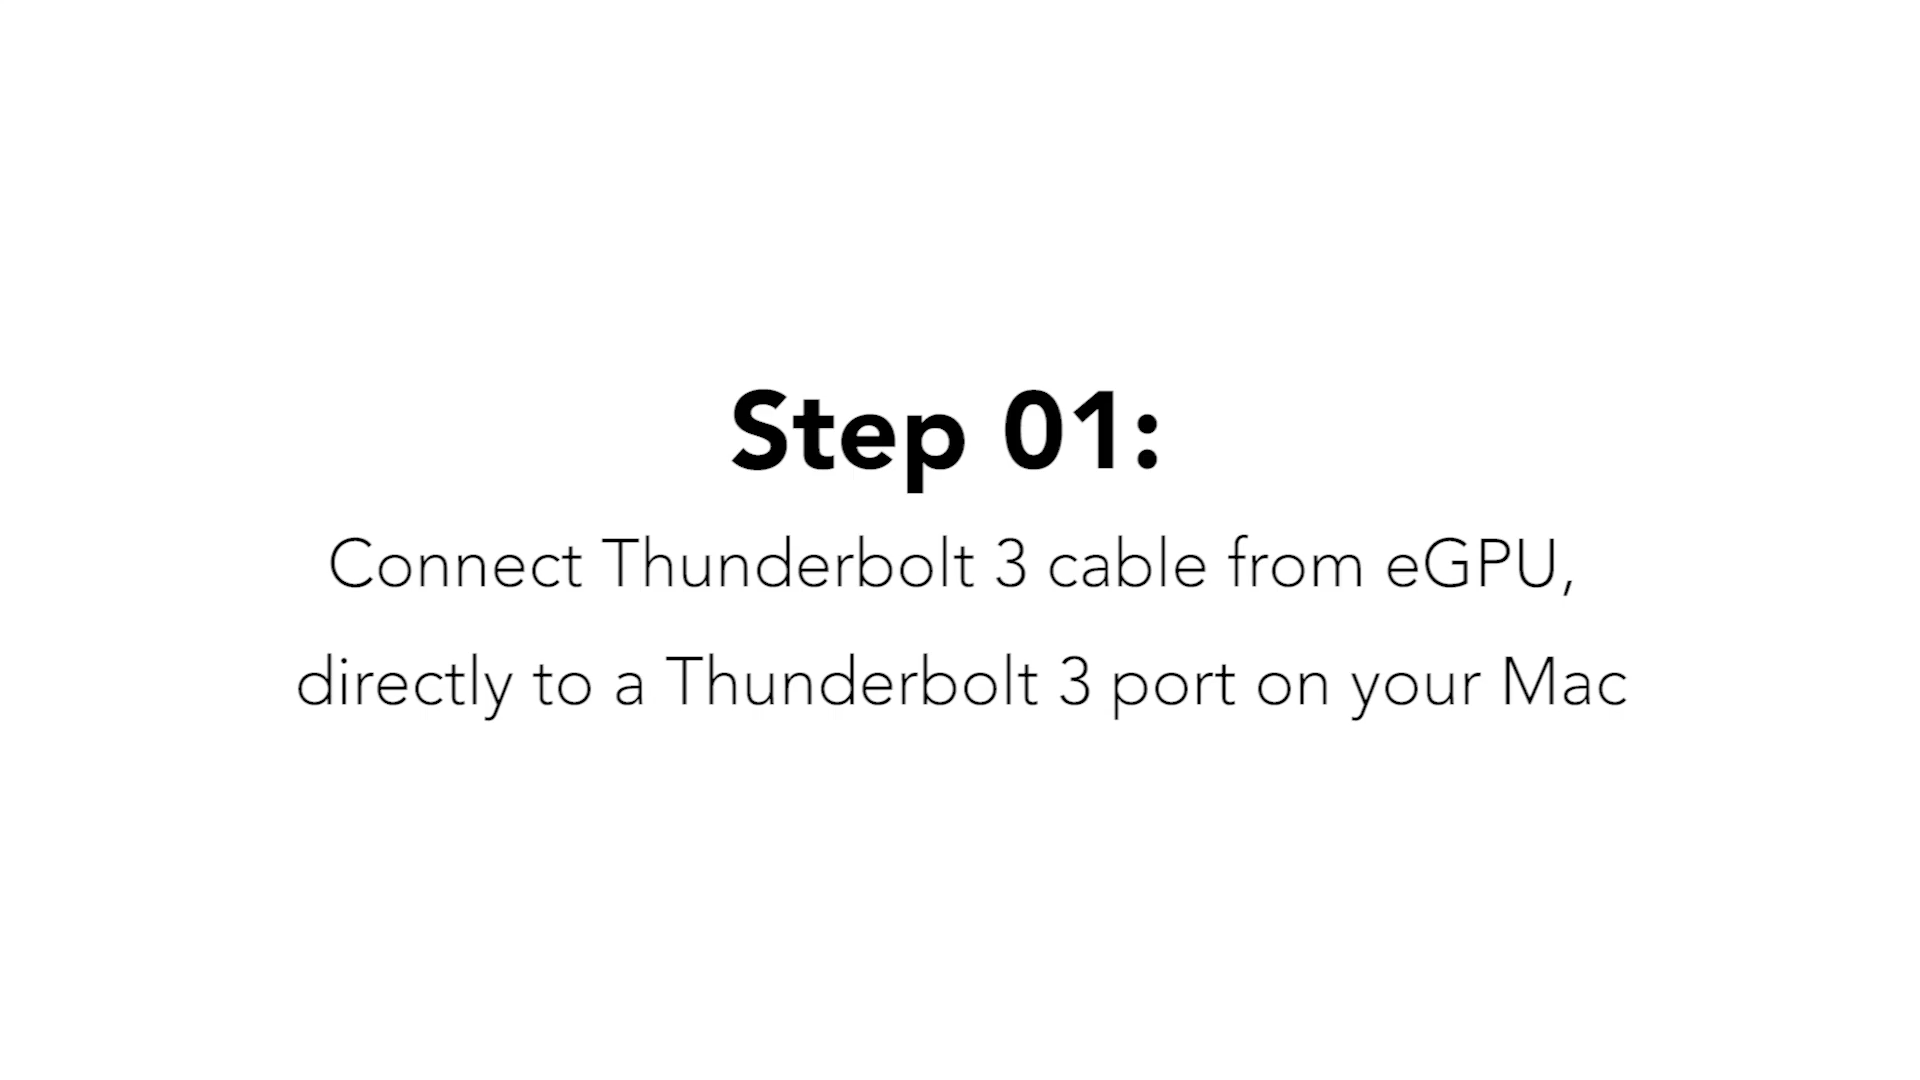 Step 01:
Connect Thunderbolt 3 cable from eGPU,
directly to a Thunderbolt 3 port on your Mac